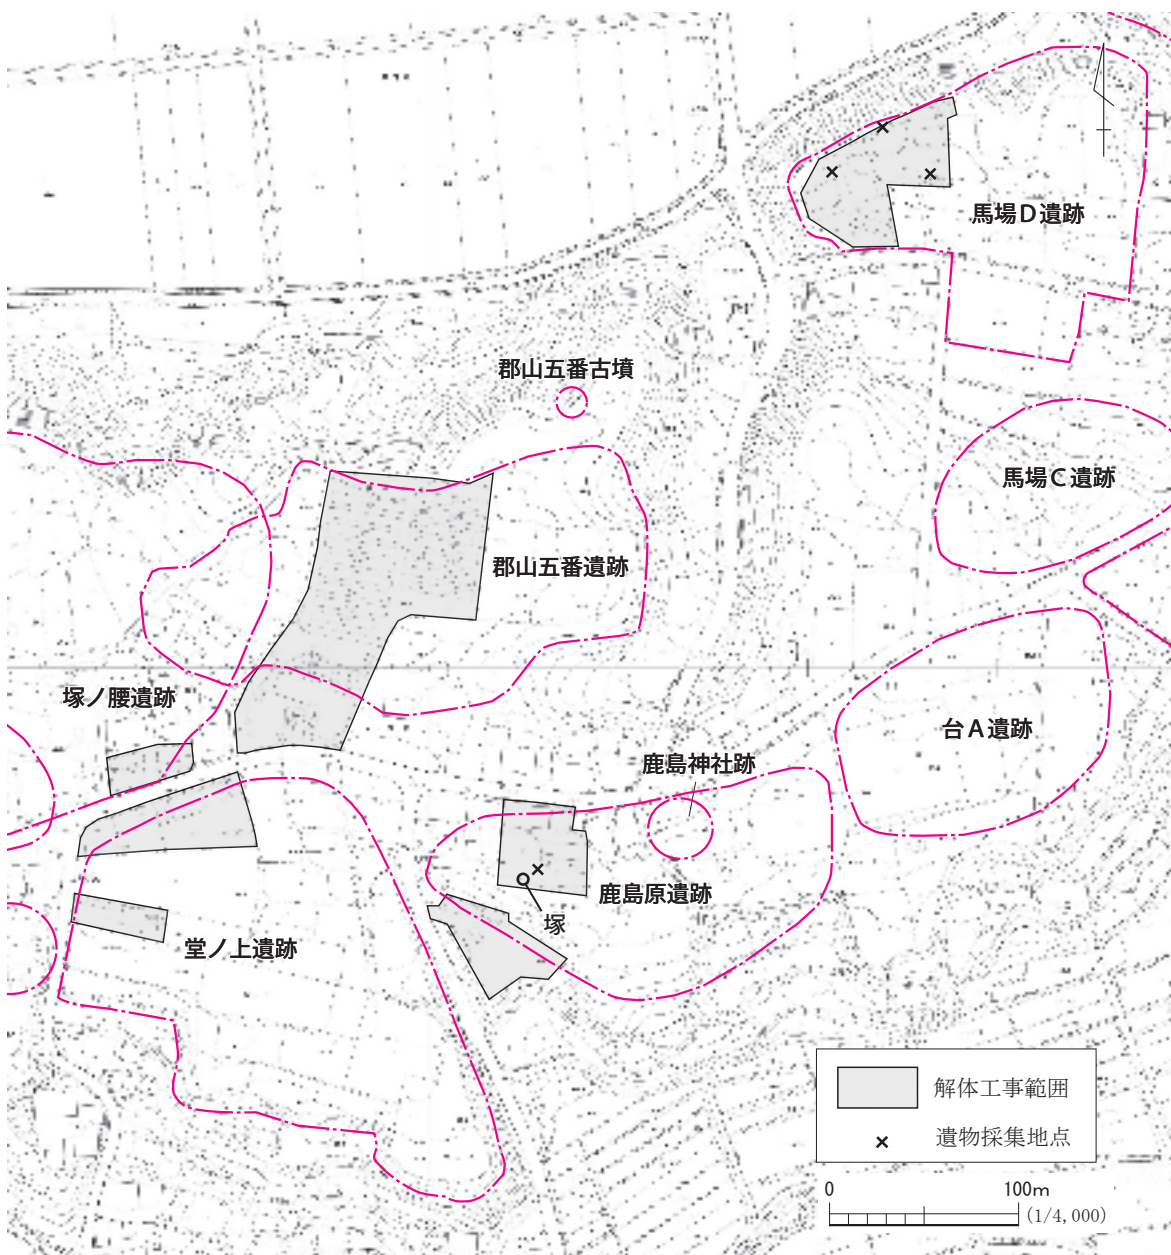 馬場D遺跡
郡山五番古墳
馬場C遺跡
郡山五番遺跡
塚ノ腰遺跡
台A遺跡
鹿島神社跡
鹿島原遺跡
塚
堂ノ上遺跡
解体工事範囲
遺物採集地点
0 100m
(1/4,000)